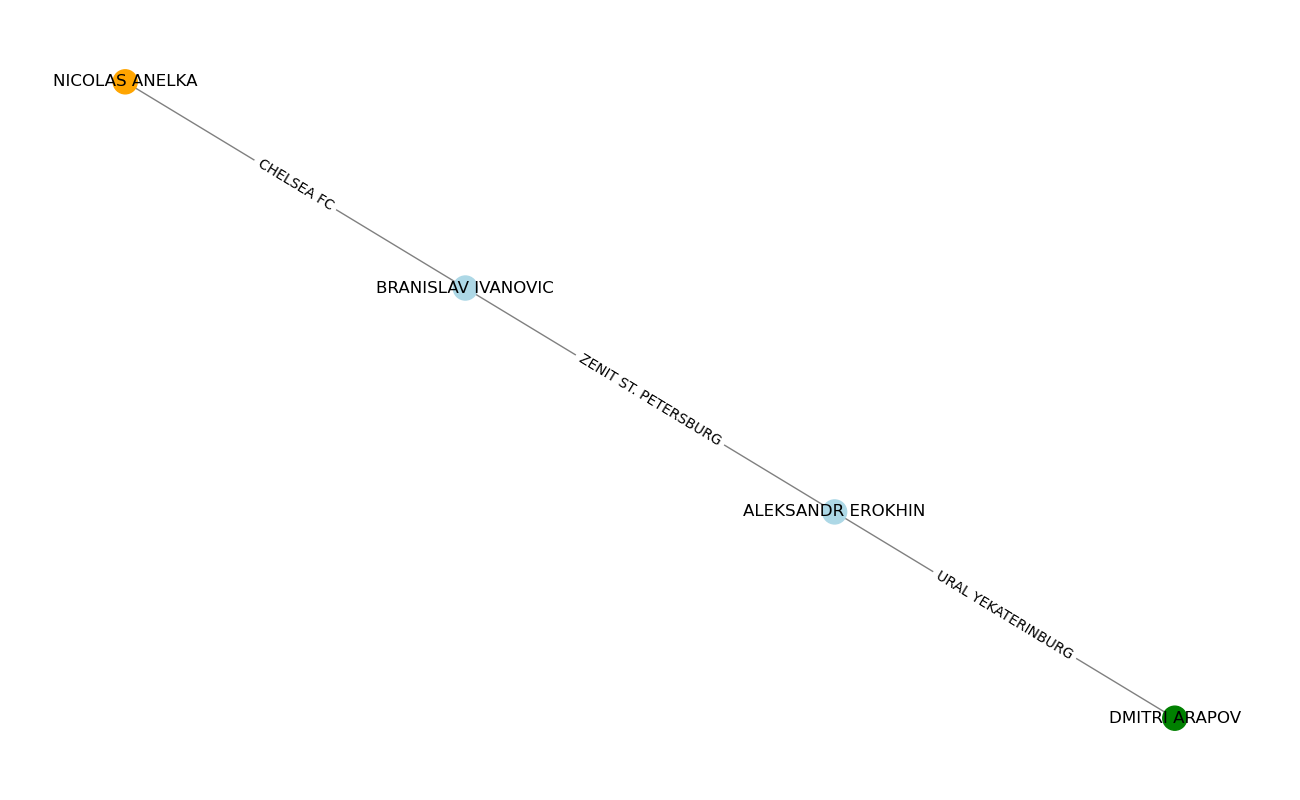 NICOLAS ANELKA
CHELSEA FC
BRANISLAV IVANOVIC
ZENIT ST. PETERSBURG
ALEKSANDR EROKHIN
URAL YEKATERINBURG
DMITRI ARAPOV